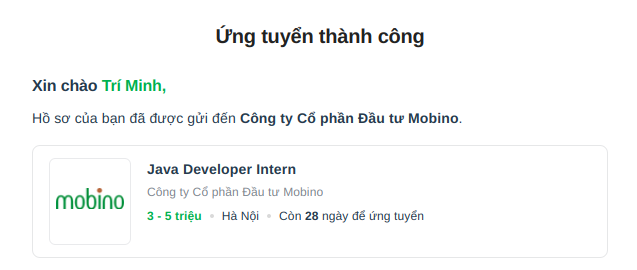 Ứng tuyển thành công
Xin chào Trí Minh,
Hồ sơ của bạn đã được gửi đến Công ty Cổ phần Đầu tư Mobino.
mobino
Java Developer Intern
Công ty Cổ phần Đầu tư Mobino
3 - 5 triệu • Hà Nội • Còn 28 ngày để ứng tuyển